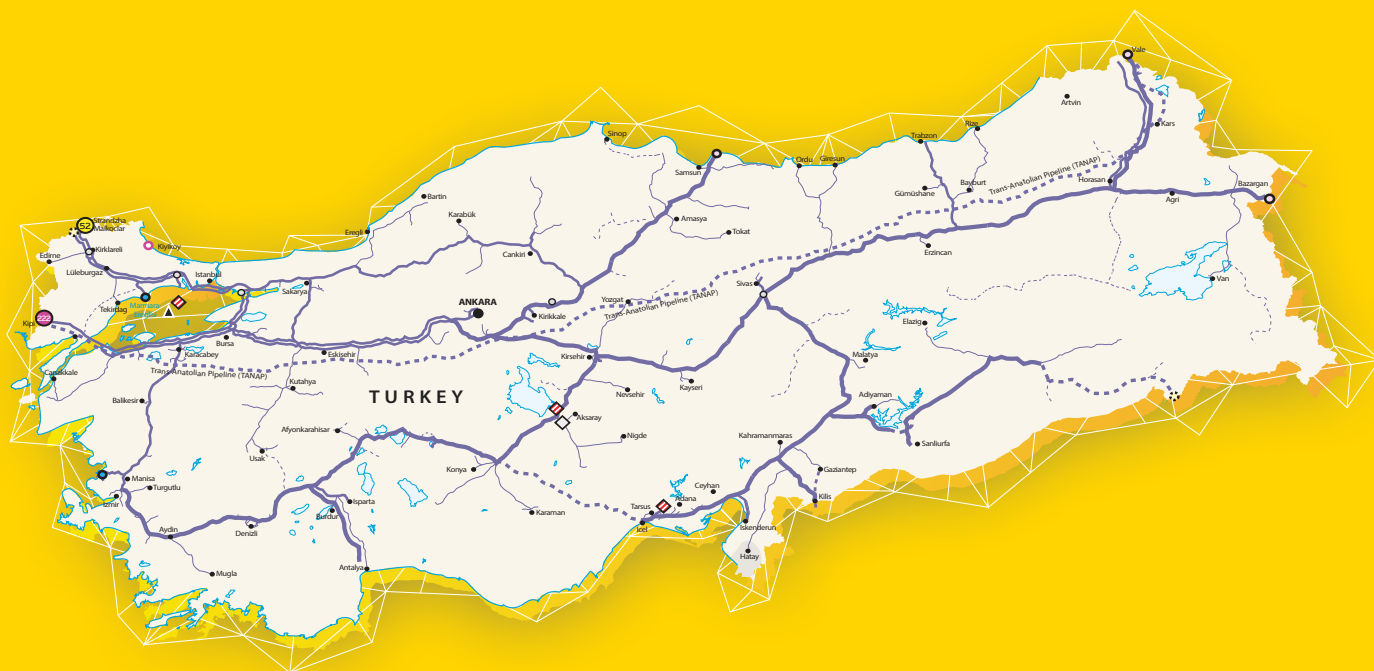 Vale
Artvin
Kars
Rize
Trabzon
Sinop
Ordu
Giresun
Samsun
Trans-Anatolian Pipeline (TANAP)
Horasan
Bayburt
Gümüshane
Agri
Bazargan
Bartin
Karabük
Eregli
Amasya
Tokat
52
Strandzha
Malkoclar
Kiyikoy
Kirklareli
Edirne
Lüleburgaz
Istanbul
Cankiri
Erzincan
Van
Sakarya
Sivas
Yozgat
Trans-Anatolian Pipeline (TANAP)
ANKARA
Kirikkale
Tekirdag
Marmara
222
Kipi
Elazig
Bursa
Karacabey
Eskisehir
Kirsehir
Malatya
Canakkale
Trans-Anatolian Pipeline (TANAP)
Kutahya
Kayseri
Nevsehir
TURKEY
Balikesir
Adiyaman
Aksaray
Afyonkarahisar
Nigde
Kahramanmaras
Sanliurfa
Usak
Konya
Gaziantep
Manisa
Turgutlu
Izmir
Isparta
Burdur
Ceyhan
Adana
Tarsus
Kilis
Karaman
Icel
Iskenderun
Aydin
Denizli
Hatay
Antalya
Mugla